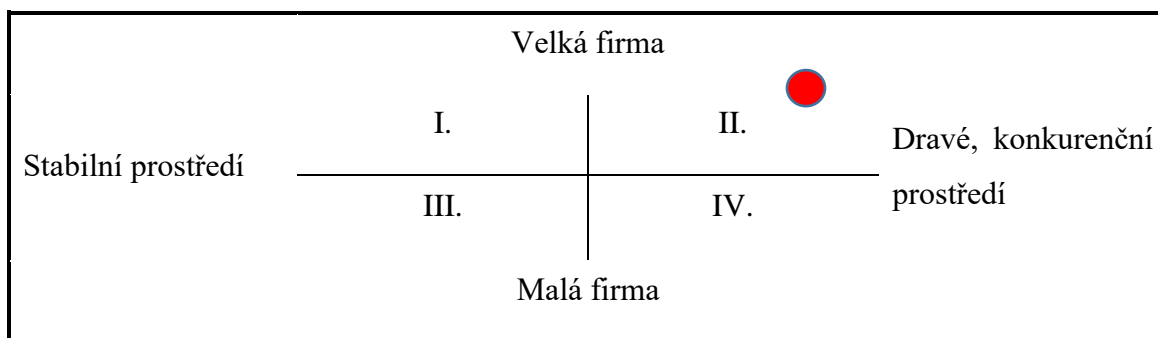 Velká firma
I.
II.
Stabilní prostředí
Dravé, konkurenční
prostředí
III.
IV.
Malá firma